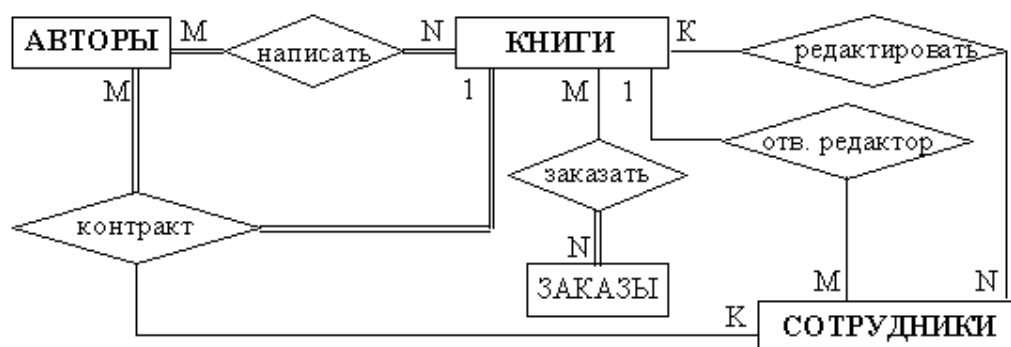 АВТОРЫ M написать N КНИГИ K редактировать
M 1 M 1
отв. редактор
заказать
контракт
N
ЗАКАЗЫ
M N
K СОТРУДНИКИ